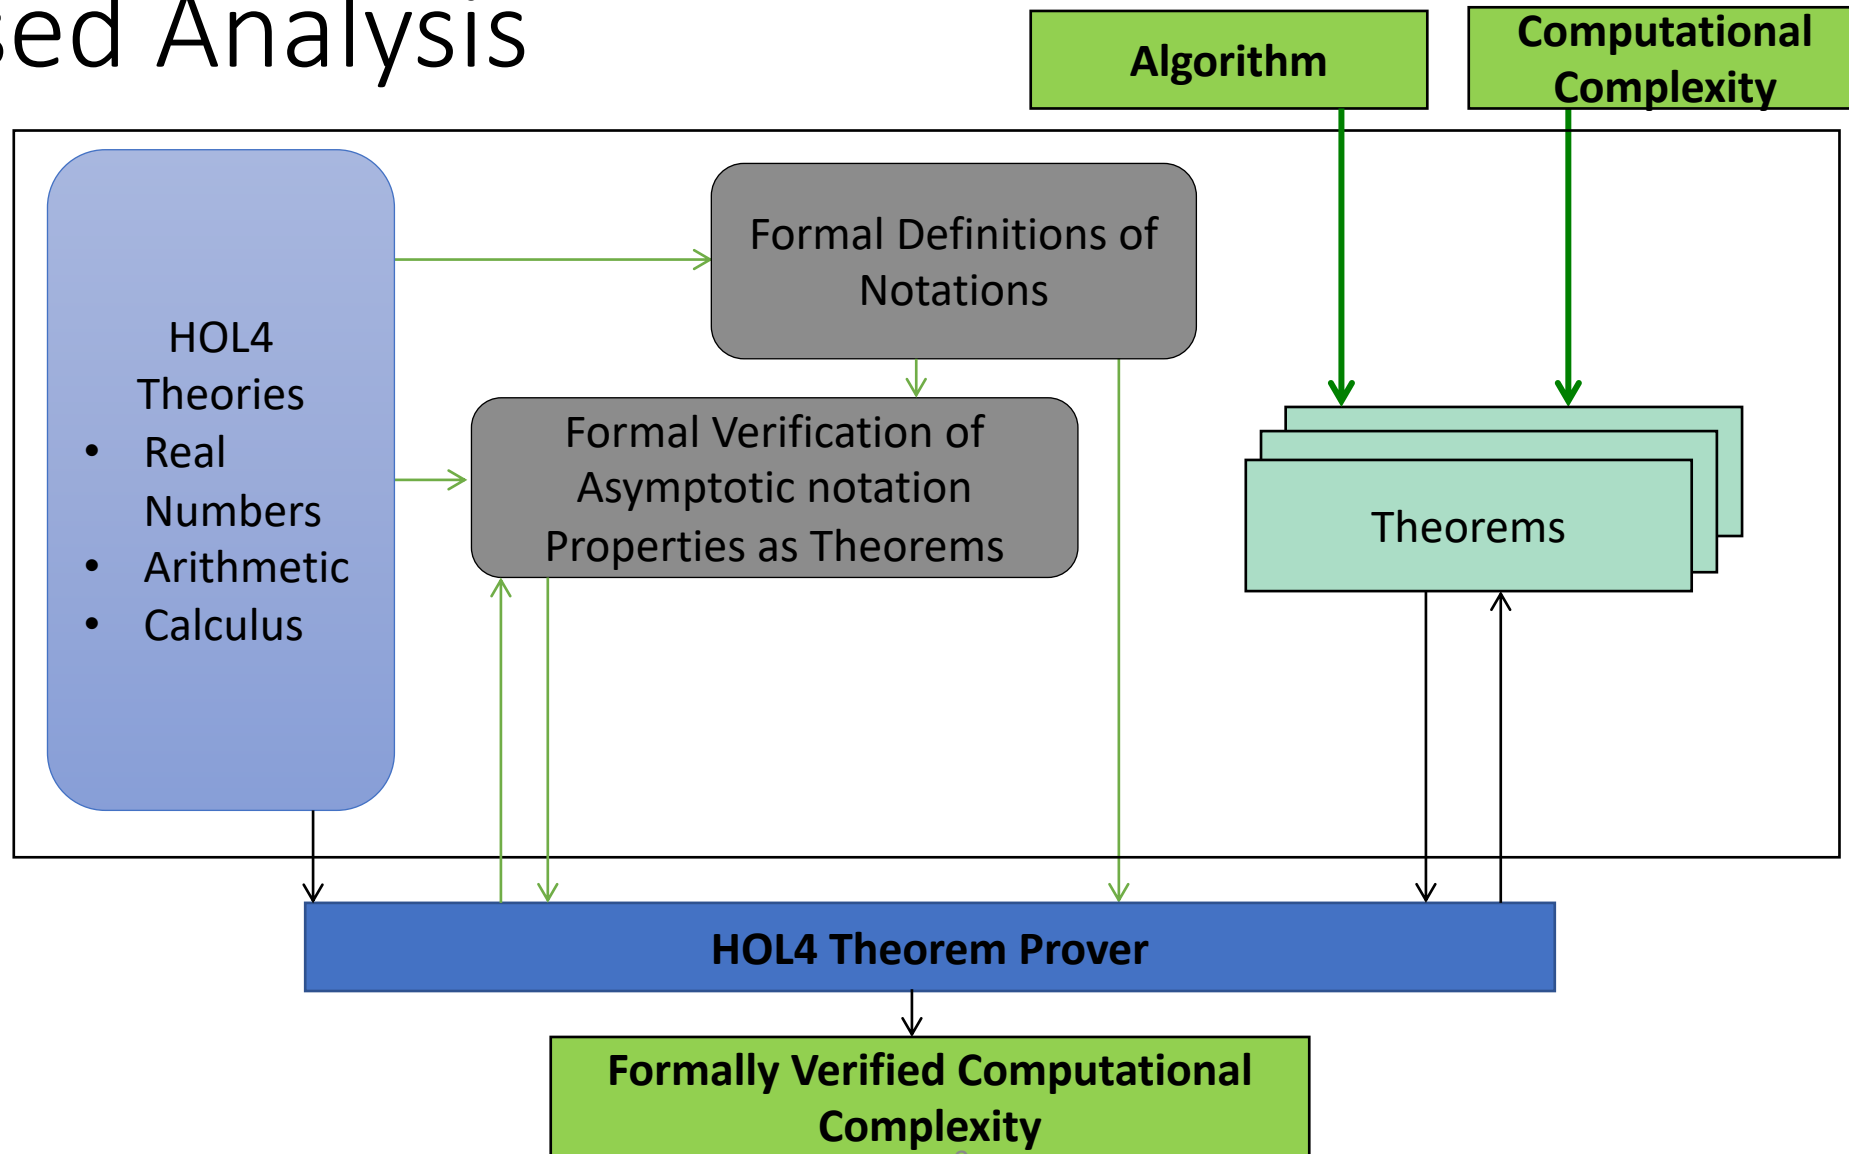 Analysis
Algorithm
Computational
Complexity
HOL4
Theories
• Real
Numbers
• Arithmetic
• Calculus
Formal Definitions of
Notations
Formal Verification of
Asymptotic notation
Properties as Theorems
Theorems
HOL4 Theorem Prover
Formally Verified Computational
Complexity